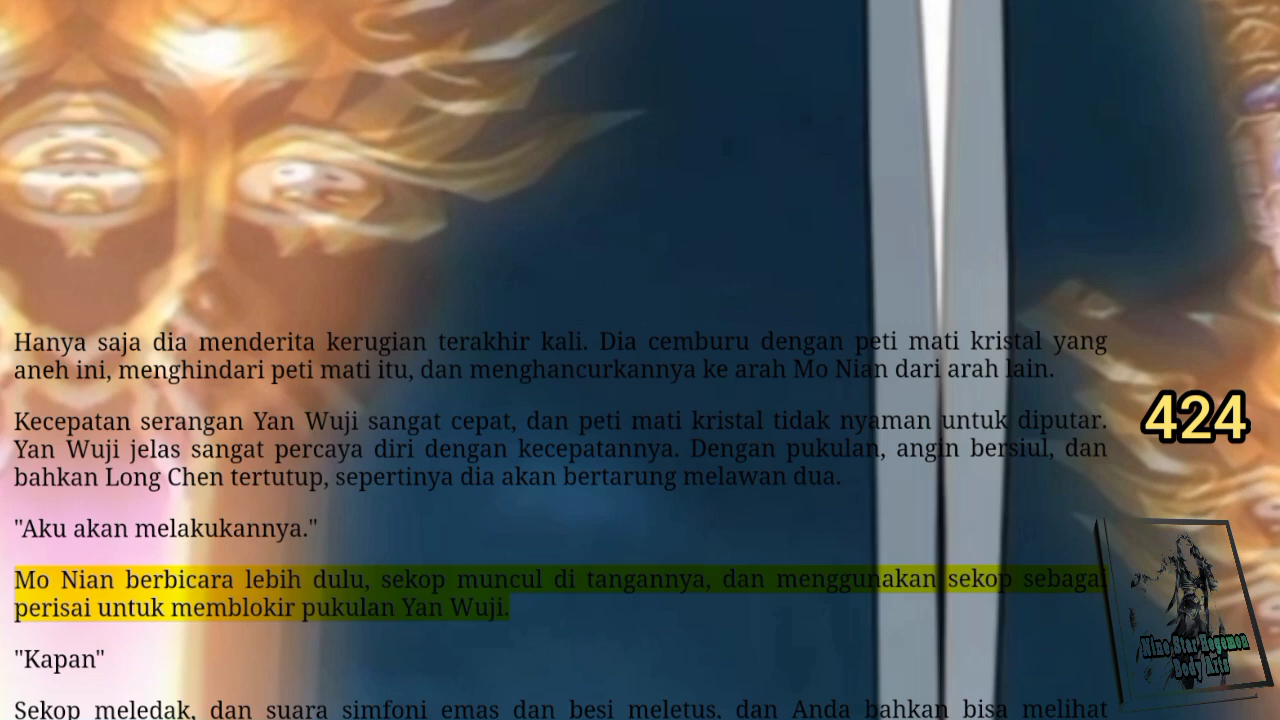 Hanya saja dia menderita kerugian terakhir kali. Dia cemburu dengan peti mati kristal yang
aneh ini, menghindari peti mati itu, dan menghancurkannya ke arah Mo Nian dari arah lain.
Kecepatan serangan Yan Wuji sangat cepat, dan peti mati kristal tidak nyaman untuk diputar.
Yan Wuji jelas sangat percaya diri dengan kecepatannya. Dengan pukulan, angin bersiul, dan
bahkan Long Chen tertutup, sepertinya dia akan bertarung melawan dua.
"Aku akan melakukannya."
Mo Nian berbicara lebih dulu, sekop muncul di tangannya, dan menggunakan sekop sebagai
perisai untuk memblokir pukulan Yan Wuji.
"Kapan"
Sekop meledak, dan suara simfoni emas dan besi meletus, dan Anda bahkan bisa melihat
424
Nine Star Hegemon
Body Arts